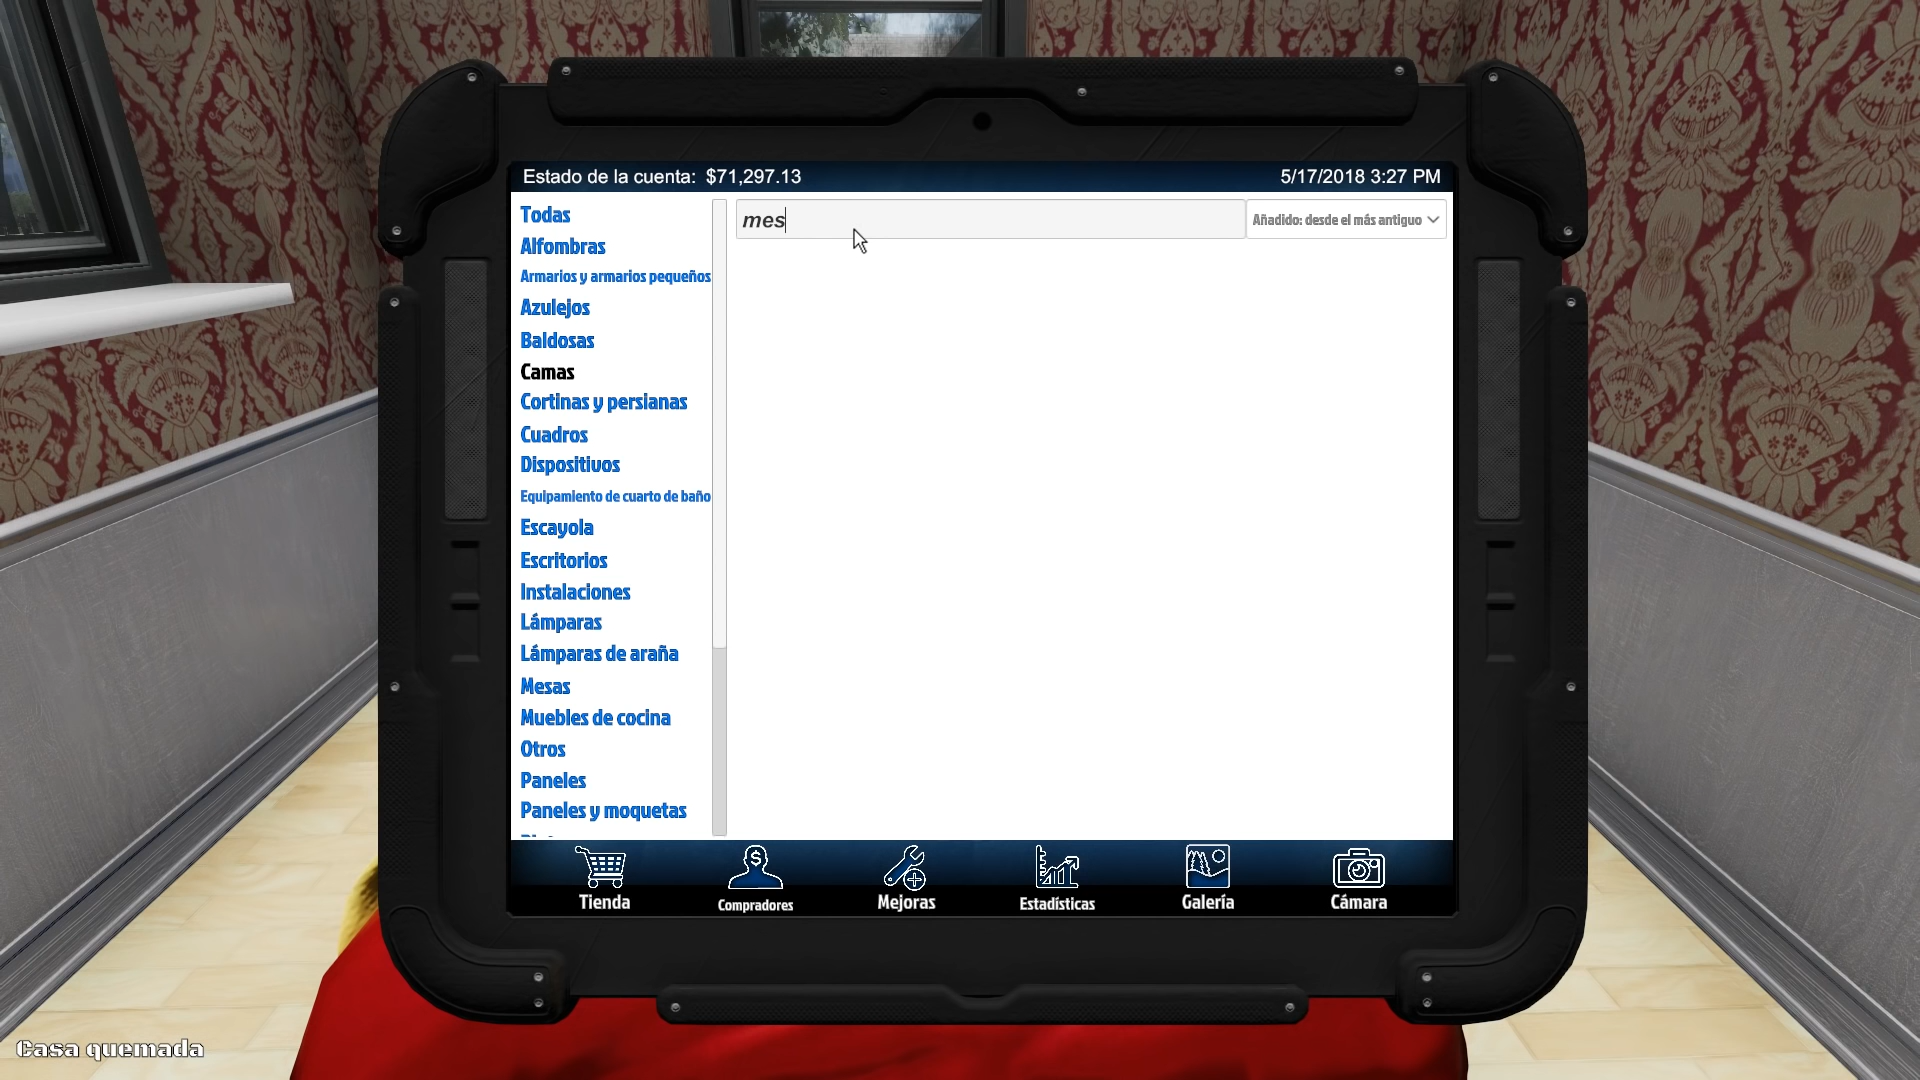 Estado de la cuenta: $71,297.13
5/17/2018 3:27 PM
mes
Añadido: desde el más antiguo
Todas
Alfombras
Armarios y armarios pequeños
Azulejos
Baldosas
Camas
Cortinas y persianas
Cuadros
Dispositivos
Equipamiento de cuarto de baño
Escayola
Escritorios
Instalaciones
Lámparas
Lámparas de araña
Mesas
Muebles de cocina
Otros
Paneles
Paneles y moquetas
Tienda
Compradores
Mejoras
Estadísticas
Galería
Cámara
Casa quemada